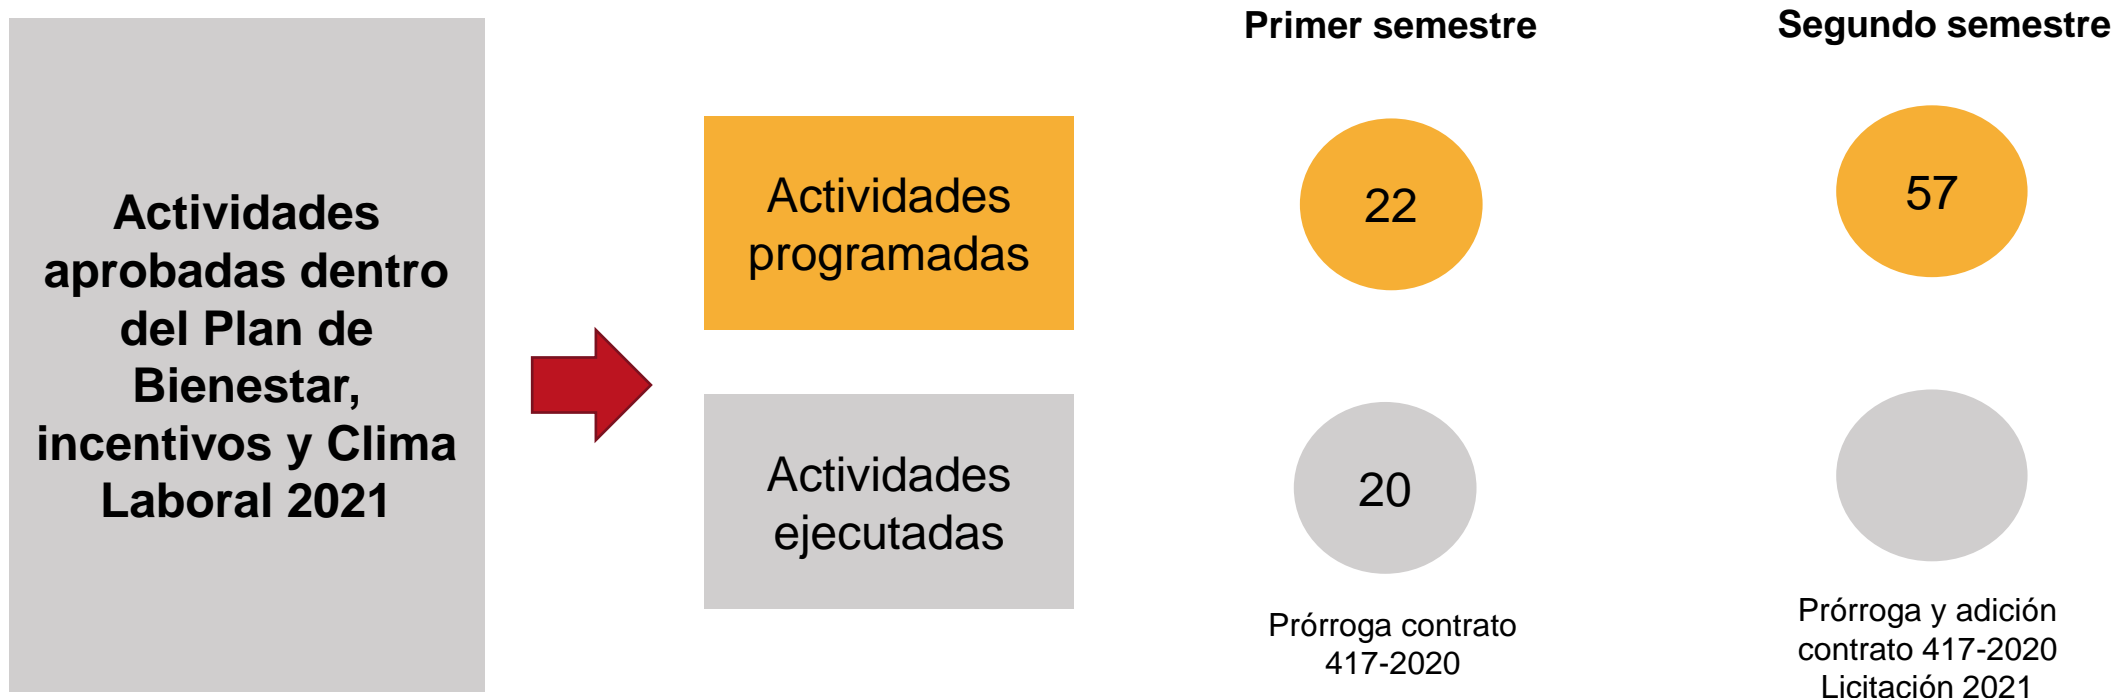 Actividades
aprobadas dentro
del Plan de
Bienestar,
incentivos y Clima
Laboral 2021
Actividades
programadas
Actividades
ejecutadas
Primer semestre
22
20
Prórroga contrato
417-2020
Segundo semestre
57
Prórroga y adición
contrato 417-2020
Licitación 2021